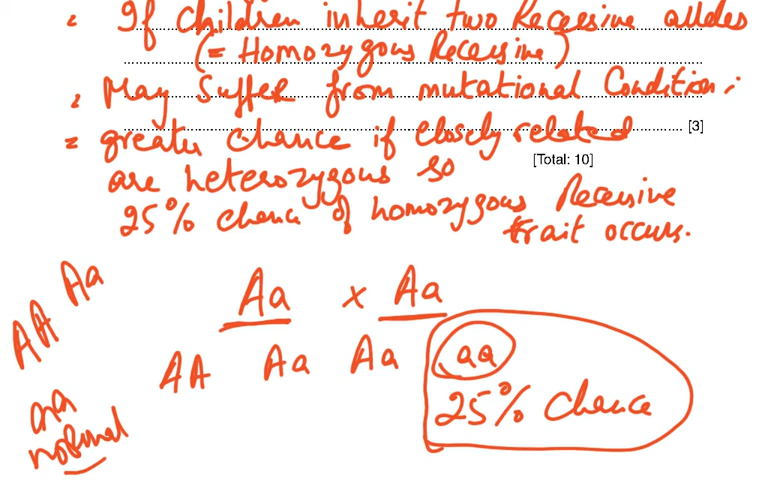 If children inherit two Recessive alleles
(= Homozygous Recessive)
, May Suffer from mutational Condition;
= greater chance if closely related [3]
[Total: 10]
are heterozygous so
25% chance of homozygous Recessive
trait occurs.
Aa
AA
Aa x Aa
AA Aa Aa aa
25% Chance
aa
normal